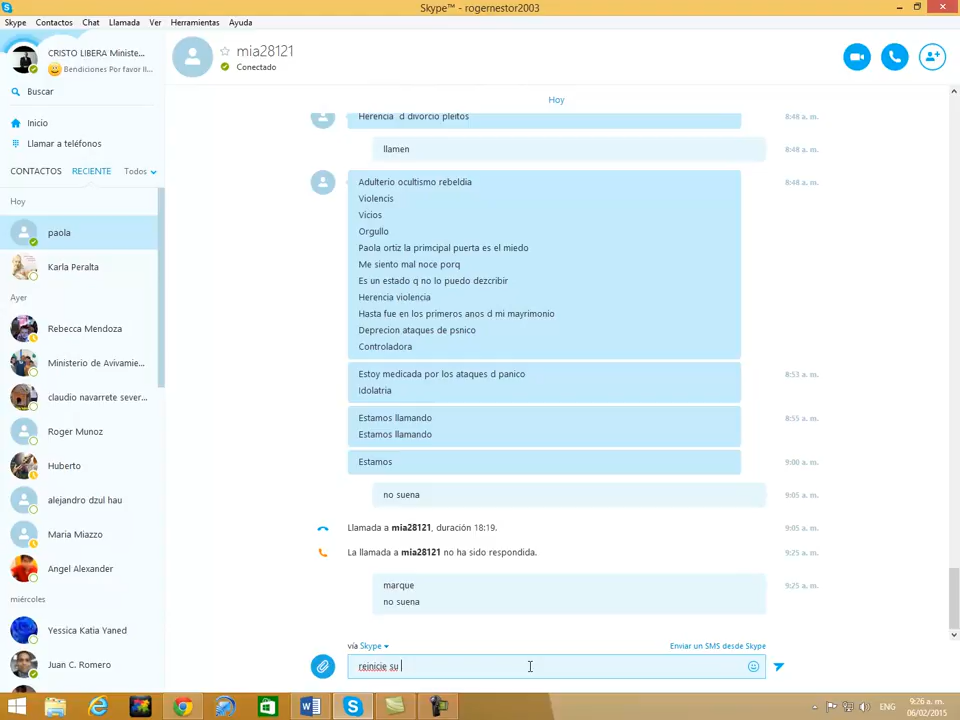 Skype™ - rogernestor2003
Skype Contactos Chat Llamada Ver Herramientas Ayuda
CRISTO LIBERA Ministe...
Bendiciones Por favor ll...
Buscar
Inicio
Llamar a teléfonos
CONTACTOS RECIENTE Todos
Hoy
paola
Karla Peralta
Ayer
Rebecca Mendoza
Ministerio de Avivamie...
claudio navarrete sever...
Roger Munoz
Huberto
alejandro dzul hau
Maria Miazzo
Angel Alexander
miércoles
Yessica Katia Yaned
Juan C. Romero
mia28121
Conectado
Hoy
Herencia d divorcio pleitos 8:48 a. m.
llamen 8:48 a. m.
Adulterio ocultismo rebeldia 8:48 a. m.
Violencis
Vicios
Orgullo
Paola ortiz la primcipal puerta es el miedo
Me siento mal noce porq
Es un estado q no lo puedo dezcribir
Herencia violencia
Hasta fue en los primeros anos d mi mayrimonio
Deprecion ataques de psnico
Controladora
Estoy medicada por los ataques d panico 8:53 a. m.
Idolatria
Estamos llamando 8:55 a. m.
Estamos llamando
Estamos 9:00 a. m.
no suena 9:05 a. m.
Llamada a mia28121, duración 18:19. 9:05 a. m.
La llamada a mia28121 no ha sido respondida. 9:25 a. m.
marque 9:25 a. m.
no suena
vía Skype Enviar un SMS desde Skype
reinicie su
ENG
9:26 a. m.
06/02/2015